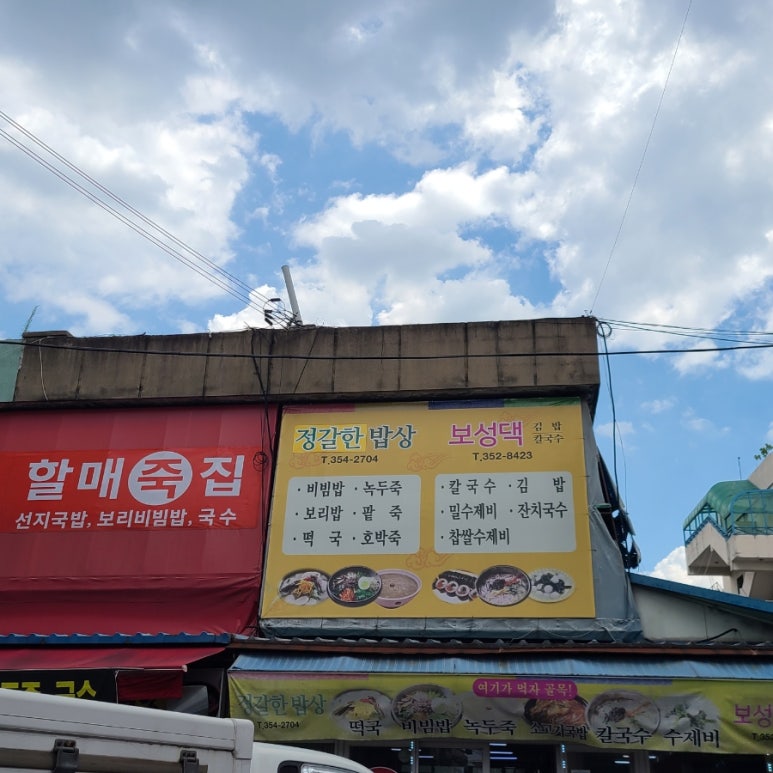 할매죽집
선지국밥, 보리비빔밥, 국수
정갈한 밥상
T.354-2704
· 비빔밥 · 녹두죽
· 보리밥 · 팥 죽
· 떡 국 · 호박죽
보성댁 김 밥 칼국수
T.352-8423
· 칼 국 수 · 김 밥
· 밀수제비 · 잔치국수
· 찹쌀수제비
정갈한 밥상
T.354-2704
여기가 먹자 골목!
떡국 비빔밥 녹두죽 소고기국밥 칼국수 수제비
보성